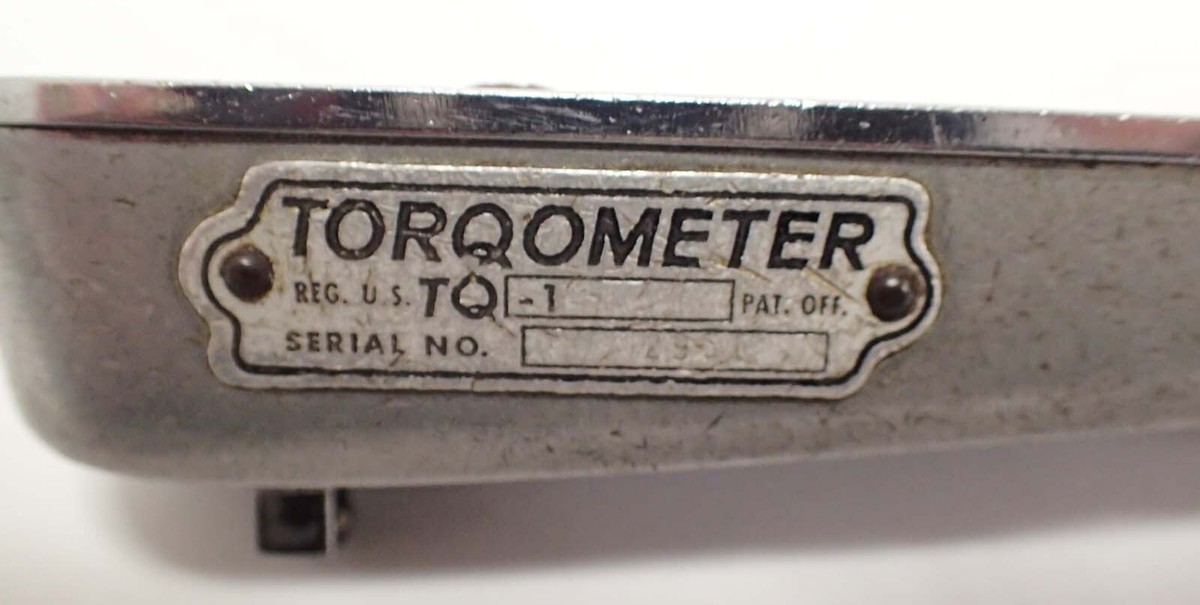 TORQOMETER
REG. U.S. TQ -1 PAT. OFF.
SERIAL NO.